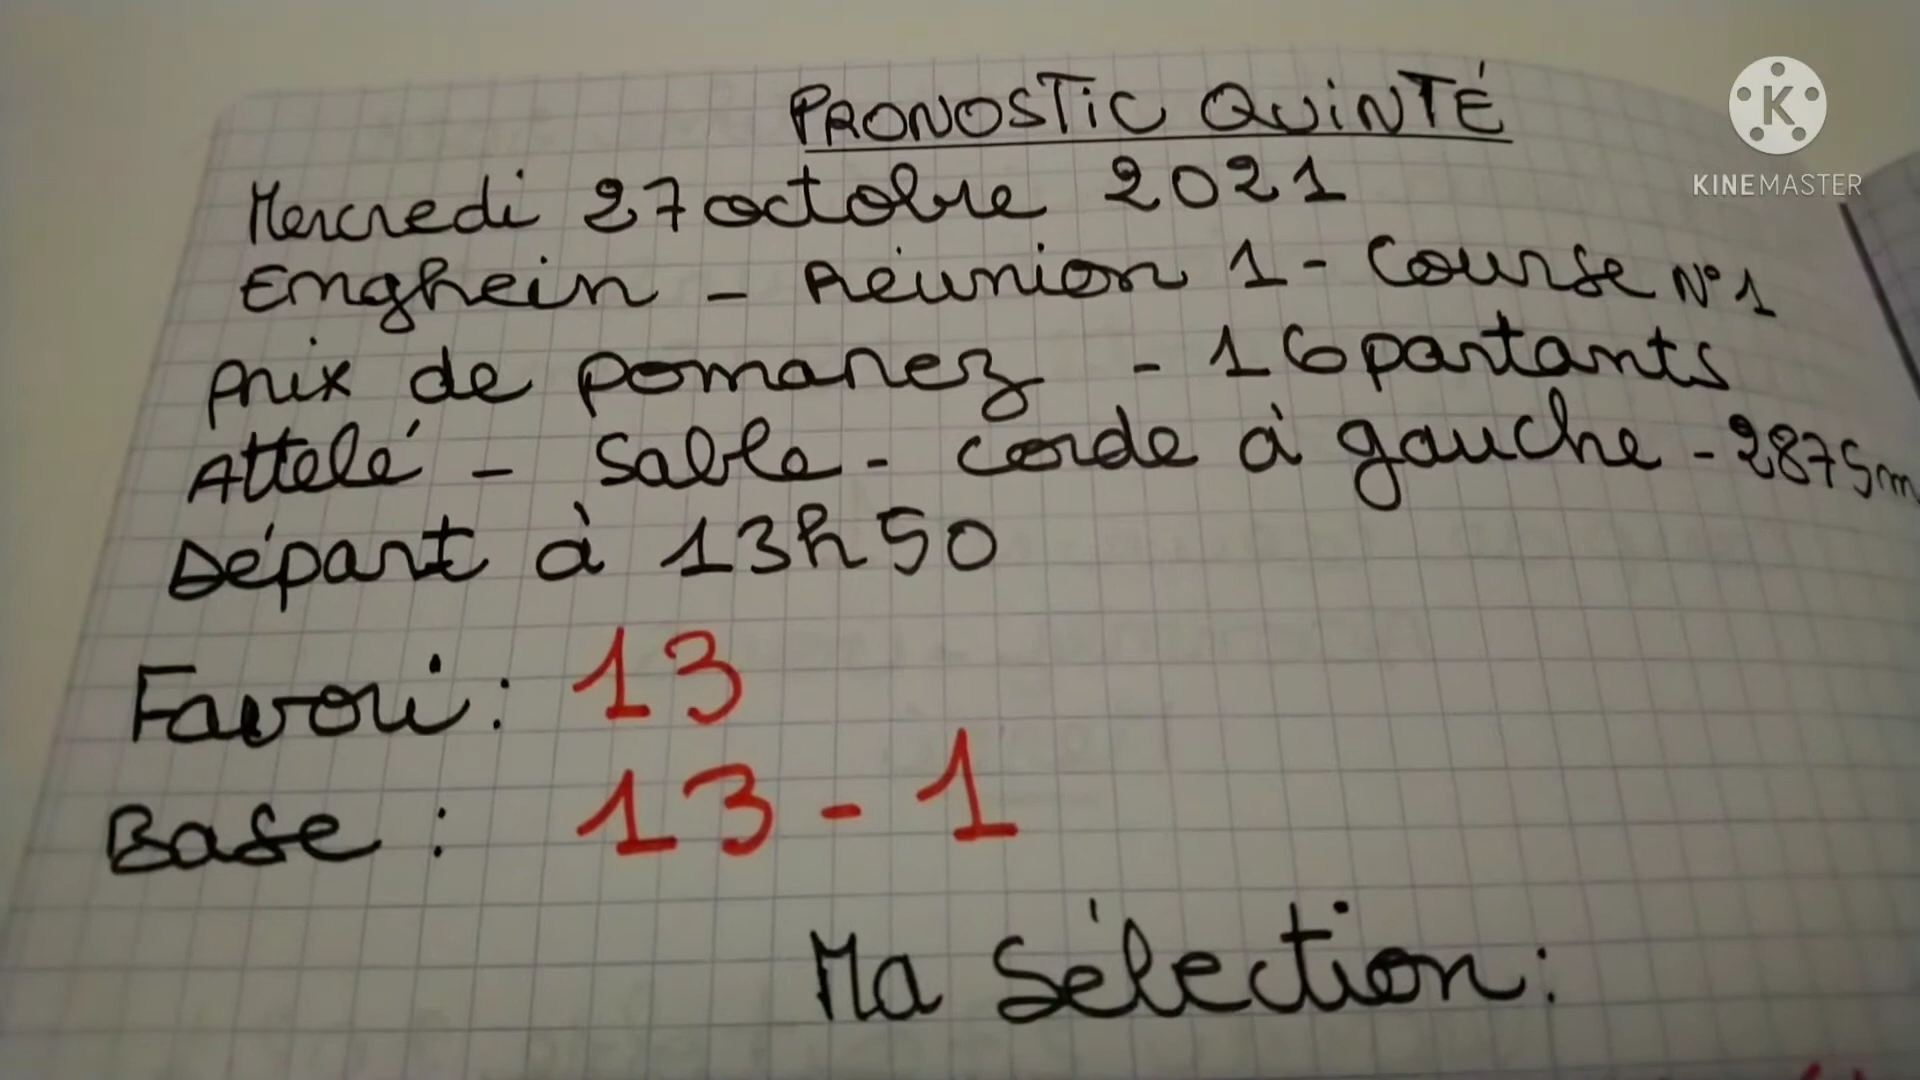 PRONOSTIC QUINTÉ
Mercredi 27 octobre 2021
Enghein - Réunion 1 - Course N°1
prix de pomarez - 16 partants
Attelé - Sable - corde à gauche - 2875m
Départ à 13h50
Favori : 13
Base : 13 - 1
Ma Sélection :
K
KINEMASTER